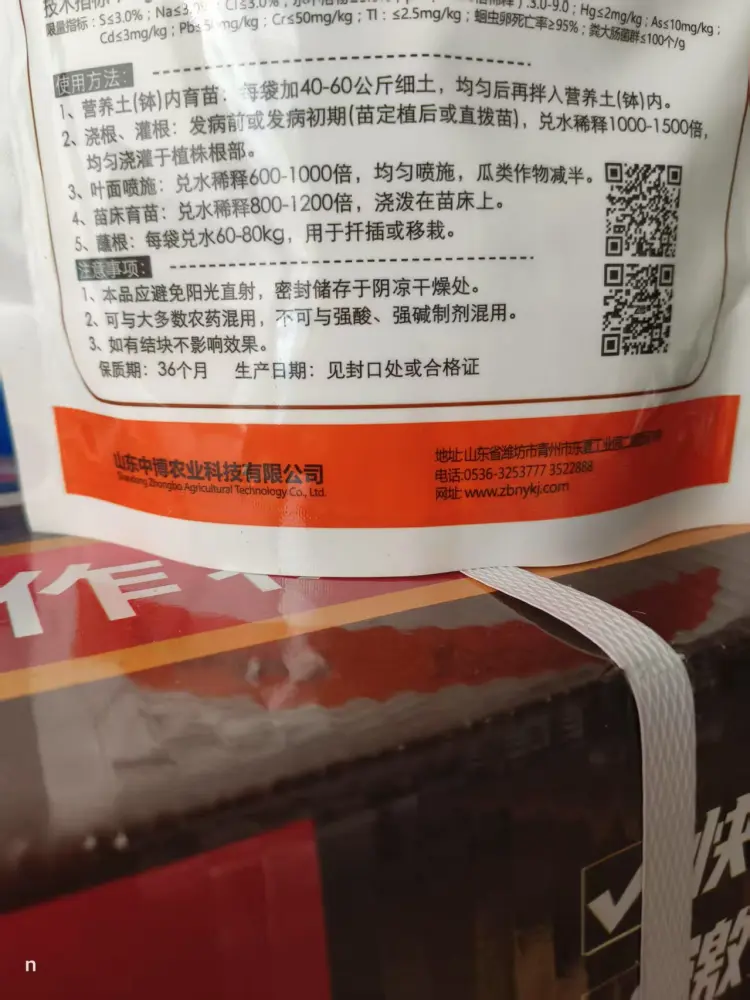 技术指标
限量指标：S≤3.0%；Na≤3.0%；Cl≤3.0%；
3.0-9.0；Hg≤2mg/kg；As≤10mg/kg；
Cd≤3mg/kg；Pb≤50mg/kg；Cr≤50mg/kg；Tl：≤2.5mg/kg；蛔虫卵死亡率≥95%；粪大肠菌群≤100个/g
使用方法：
1、营养土(钵)内育苗：每袋加40-60公斤细土，均匀后再拌入营养土(钵)内。
2、浇根、灌根：发病前或发病初期(苗定植后或直拨苗)，兑水稀释1000-1500倍，
均匀浇灌于植株根部。
3、叶面喷施：兑水稀释600-1000倍，均匀喷施，瓜类作物减半。
4、苗床育苗：兑水稀释800-1200倍，浇泼在苗床上。
5、蘸根：每袋兑水60-80kg，用于扦插或移栽。
注意事项：
1、本品应避免阳光直射，密封储存于阴凉干燥处。
2、可与大多数农药混用，不可与强酸、强碱制剂混用。
3、如有结块不影响效果。
保质期：36个月 生产日期：见封口处或合格证
山东中博农业科技有限公司
Shandong Zhongbo Agricultural Technology Co., Ltd.
地址:山东省潍坊市青州市东夏工业园
电话:0536-3253777 3522888
网址:www.zbnykj.com
作
快
激
n